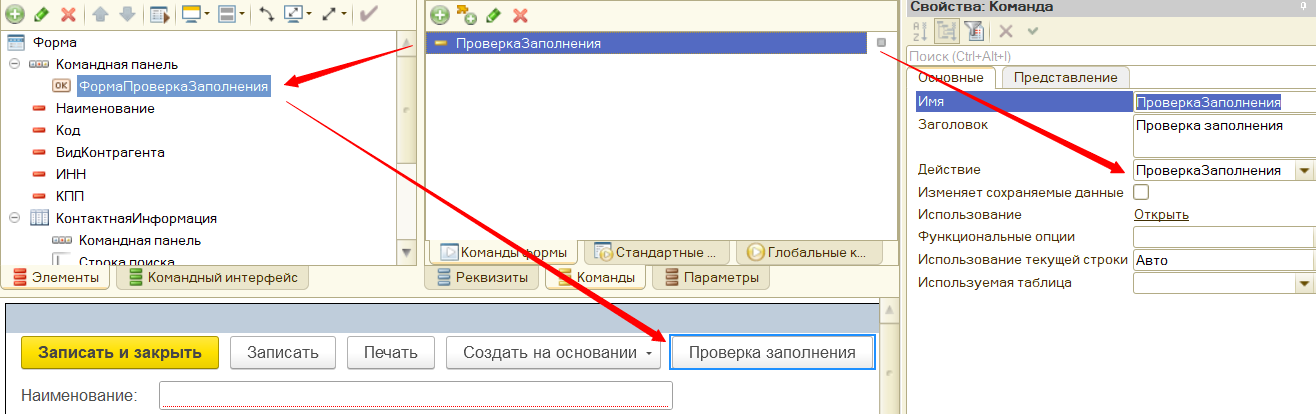 Форма
Командная панель
OK ФормаПроверкаЗаполнения
Наименование
Код
ВидКонтрагента
ИНН
КПП
КонтактнаяИнформация
Командная панель
Строка поиска
Элементы Командный интерфейс
ПроверкаЗаполнения
Команды формы Стандартные ... Глобальные к...
Реквизиты Команды Параметры
Свойства: Команда
Поиск (Ctrl+Alt+I)
Основные Представление
Имя ПроверкаЗаполнения
Заголовок Проверка заполнения
Действие ПроверкаЗаполнения
Изменяет сохраняемые данные
Использование Открыть
Функциональные опции
Использование текущей строки Авто
Используемая таблица
Записать и закрыть Записать Печать Создать на основании Проверка заполнения
Наименование: